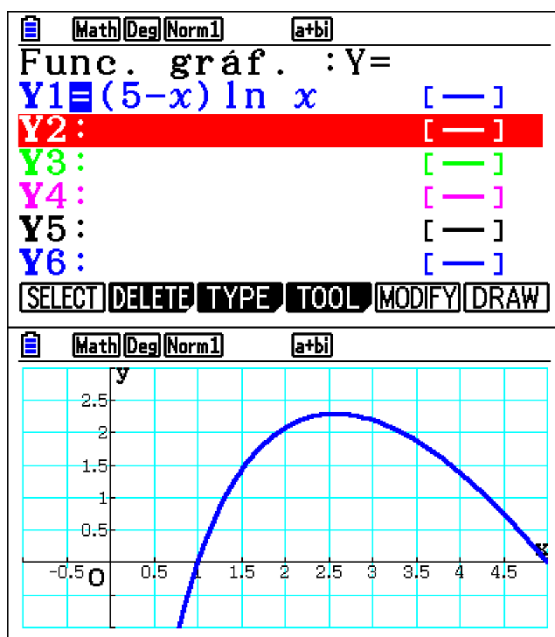 Math Deg Norm1 a+bi
Func. gráf. :Y=
Y1=(5-x)ln x [—]
Y2: [—]
Y3: [—]
Y4: [—]
Y5: [—]
Y6: [—]
SELECT DELETE TYPE TOOL MODIFY DRAW
Math Deg Norm1 a+bi
y
2.5
2
1.5
1
0.5
x
-0.5 O 0.5 1 1.5 2 2.5 3 3.5 4 4.5